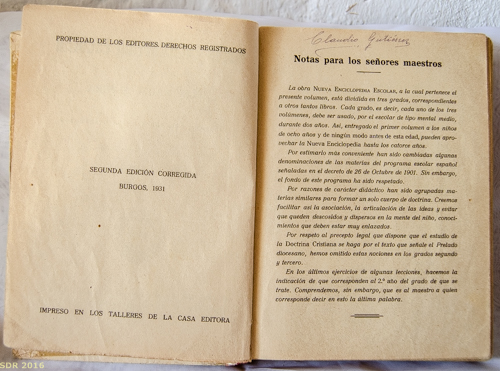 PROPIEDAD DE LOS EDITORES. DERECHOS REGISTRADOS
SEGUNDA EDICIÓN CORREGIDA
BURGOS, 1931
IMPRESO EN LOS TALLERES DE LA CASA EDITORA
Claudio Gutiérrez
Notas para los señores maestros
La obra NUEVA ENCICLOPEDIA ESCOLAR, a la cual pertenece el
presente volumen, está dividida en tres grados, correspondientes
a otros tantos libros. Cada grado, es decir, cada uno de los tres
volúmenes, debe ser usado, por el escolar de tipo mental medio,
durante dos años. Así, entregado el primer volumen a los niños
de ocho años y de ningún modo antes de esta edad, pueden apro-
vechar la Nueva Enciclopedia hasta los catorce años.
Por estimarlo más conveniente han sido cambiadas algunas
denominaciones de las materias del programa escolar español
señaladas en el decreto de 26 de Octubre de 1901. Sin embargo,
el fondo de este programa ha sido respetado.
Por razones de carácter didáctico han sido agrupadas ma-
terias similares para formar un solo cuerpo de doctrina. Creemos
facilitar así la asociación, la articulación de las ideas y evitar
que queden descosidos y dispersos en la mente del niño, conoci-
mientos que deben estar muy enlazados.
Por respeto al precepto legal que dispone que el estudio de
la Doctrina Cristiana se haga por el texto que señale el Prelado
diocesano, hemos omitido estas nociones en los grados segundo
y tercero.
En los últimos ejercicios de algunas lecciones, hacemos la
indicación de que corresponden al 2.º año del grado de que se
trate. Comprendemos, sin embargo, que es al maestro a quien
corresponde decir en esto la última palabra.
SDR 2016